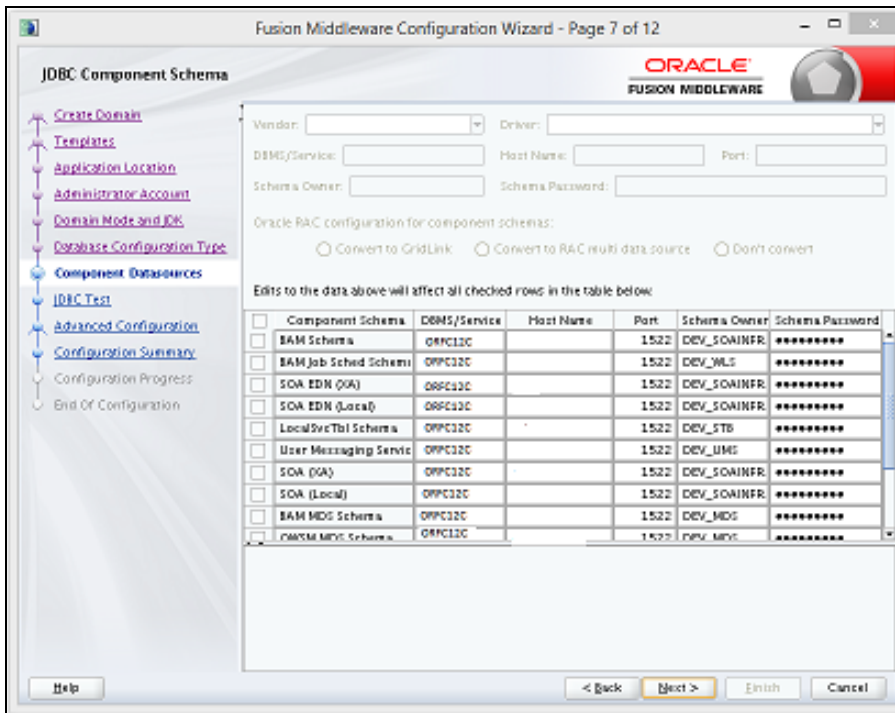 Fusion Middleware Configuration Wizard - Page 7 of 12
JDBC Component Schema
ORACLE
FUSION MIDDLEWARE
Create Domain
Templates
Application Location
Administrator Account
Domain Mode and JDK
Database Configuration Type
Component Datasources
JDBC Test
Advanced Configuration
Configuration Summary
Configuration Progress
End Of Configuration
Vendor: Driver:
DBMS/Service: Host Name: Port:
Schema Owner: Schema Password:
Oracle RAC configuration for component schemas:
Convert to GridLink Convert to RAC multi data source Don't convert
Edits to the data above will affect all checked rows in the table below.
Component Schema DBMS/Service Host Name Port Schema Owner Schema Password
BAM Schema ORFC12C 1522 DEV_SOAINFR ●●●●●●●●●
BAM Job Sched Schem ORFC12C 1522 DEV_WLS ●●●●●●●●●
SOA EDN (XA) ORFC12C 1522 DEV_SOAINFR ●●●●●●●●●
SOA EDN (Local) ORFC12C 1522 DEV_SOAINFR ●●●●●●●●●
LocalSvcTbl Schema ORFC12C 1522 DEV_STB ●●●●●●●●●
User Messaging Servic ORFC12C 1522 DEV_UMS ●●●●●●●●●
SOA (XA) ORFC12C 1522 DEV_SOAINFR ●●●●●●●●●
SOA (Local) ORFC12C 1522 DEV_SOAINFR ●●●●●●●●●
BAM MDS Schema ORFC12C 1522 DEV_MDS ●●●●●●●●●
OWSM MDS Schema ORFC12C 1522 DEV_MDS ●●●●●●●●●
Help < Back Next > Finish Cancel